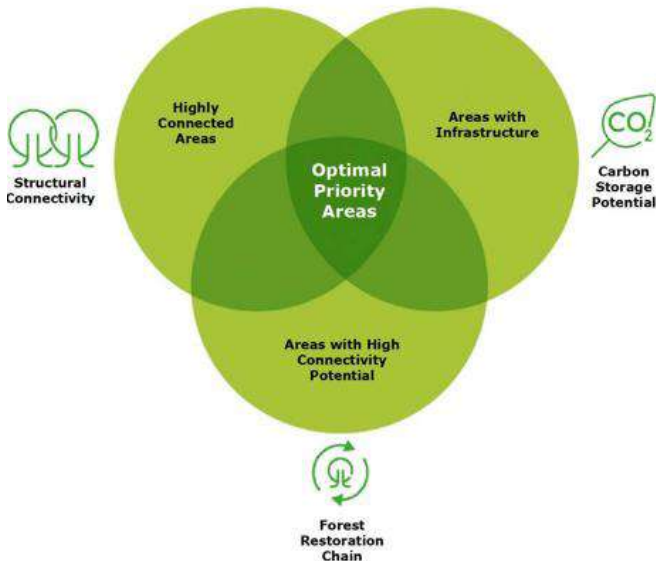 Highly
Connected
Areas
Areas with
Infrastructure
CO2
Structural
Connectivity
Carbon
Storage
Potential
Optimal
Priority
Areas
Areas with High
Connectivity
Potential
Forest
Restoration
Chain